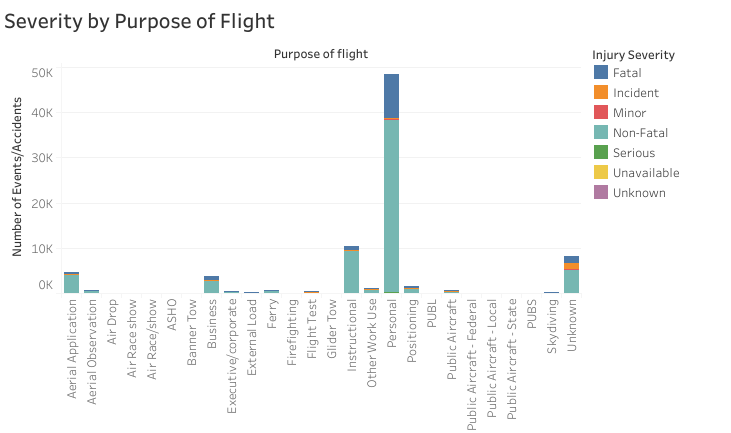 Severity by Purpose of Flight
Purpose of flight
Number of Events/Accidents
50K
40K
30K
20K
10K
0K
Aerial Application
Aerial Observation
Air Drop
Air Race show
Air Race/show
ASHO
Banner Tow
Business
Executive/corporate
External Load
Ferry
Firefighting
Flight Test
Glider Tow
Instructional
Other Work Use
Personal
Positioning
PUBL
Public Aircraft
Public Aircraft - Federal
Public Aircraft - Local
Public Aircraft - State
PUBS
Skydiving
Unknown
Injury Severity
Fatal
Incident
Minor
Non-Fatal
Serious
Unavailable
Unknown